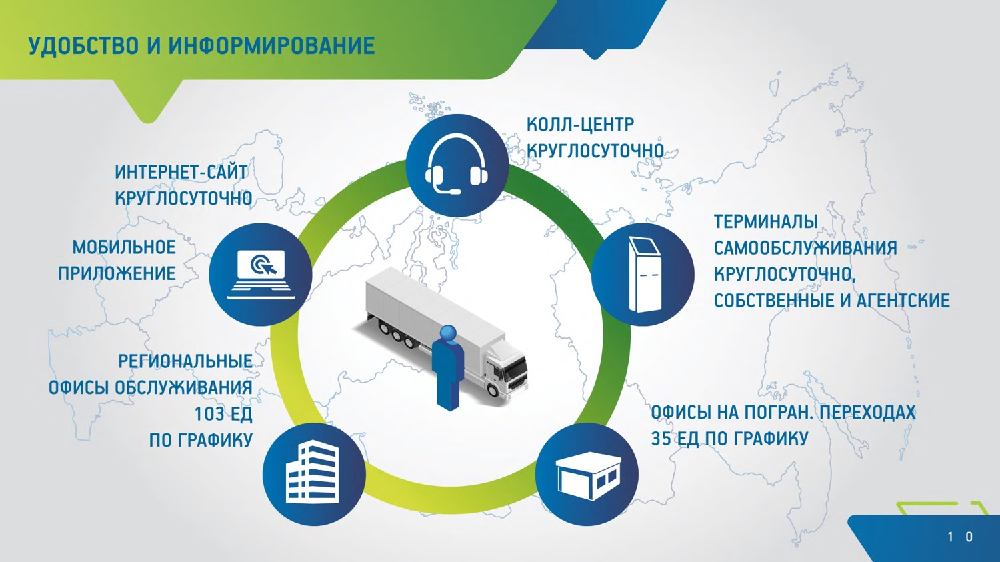 УДОБСТВО И ИНФОРМИРОВАНИЕ
КОЛЛ-ЦЕНТР
КРУГЛОСУТОЧНО
ИНТЕРНЕТ-САЙТ
КРУГЛОСУТОЧНО
МОБИЛЬНОЕ
ПРИЛОЖЕНИЕ
ТЕРМИНАЛЫ
САМООБСЛУЖИВАНИЯ
КРУГЛОСУТОЧНО,
СОБСТВЕННЫЕ И АГЕНТСКИЕ
РЕГИОНАЛЬНЫЕ
ОФИСЫ ОБСЛУЖИВАНИЯ
103 ЕД
ПО ГРАФИКУ
ОФИСЫ НА ПОГРАН. ПЕРЕХОДАХ
35 ЕД ПО ГРАФИКУ
1 0